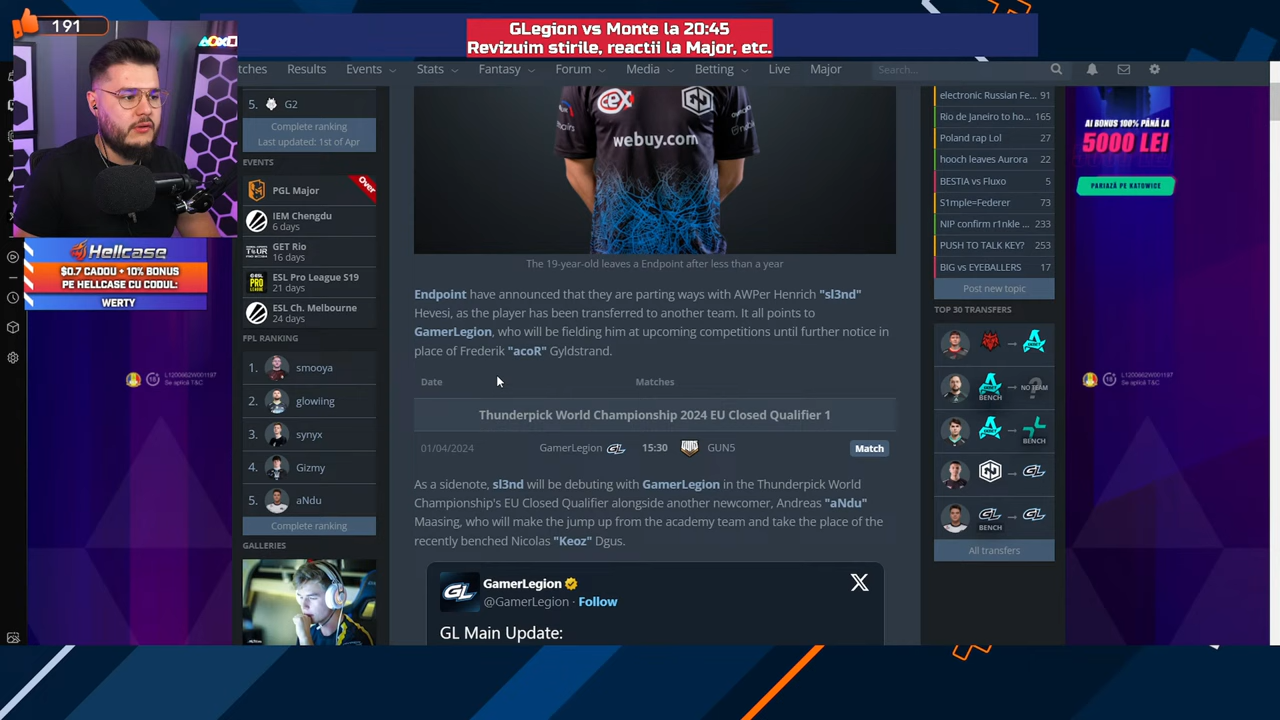 191
GLegion vs Monte la 20:45
Revizuim stirile, reactii la Major, etc.
tches Results Events Stats Fantasy Forum Media Betting Live Major Search...
5. G2
Complete ranking
Last updated: 1st of Apr
EVENTS
PGL Major Over
IEM Chengdu
6 days
GET Rio
16 days
ESL Pro League S19
21 days
ESL Ch. Melbourne
24 days
FPL RANKING
1. smooya
2. glowiing
3. synyx
4. Gizmy
5. aNdu
Complete ranking
GALLERIES
Hellcase
$0.7 CADOU + 10% BONUS
PE HELLCASE CU CODUL:
WERTY
L1200662W001197
18 Se aplică T&C
cex
webuy.com
The 19-year-old leaves a Endpoint after less than a year
Endpoint have announced that they are parting ways with AWPer Henrich "sl3nd"
Hevesi, as the player has been transferred to another team. It all points to
GamerLegion, who will be fielding him at upcoming competitions until further notice in
place of Frederik "acoR" Gyldstrand.
Date Matches
Thunderpick World Championship 2024 EU Closed Qualifier 1
01/04/2024 GamerLegion GL 15:30 GUN5 Match
As a sidenote, sl3nd will be debuting with GamerLegion in the Thunderpick World
Championship's EU Closed Qualifier alongside another newcomer, Andreas "aNdu"
Maasing, who will make the jump up from the academy team and take the place of the
recently benched Nicolas "Keoz" Dgus.
GL GamerLegion X
@GamerLegion · Follow
GL Main Update:
electronic Russian Fe... 91
Rio de Janeiro to ho... 165
Poland rap Lol 27
hooch leaves Aurora 22
BESTIA vs Fluxo 5
S1mple=Federer 73
NIP confirm r1nkle ... 233
PUSH TO TALK KEY? 253
BIG vs EYEBALLERS 17
Post new topic
TOP 30 TRANSFERS
BENCH NO TEAM ?
BENCH
GL
GL BENCH GL
All transfers
AI BONUS 100% PÂNĂ LA
5000 LEI
PARIAZĂ PE KATOWICE
L1200662W001197
18 Se aplică T&C